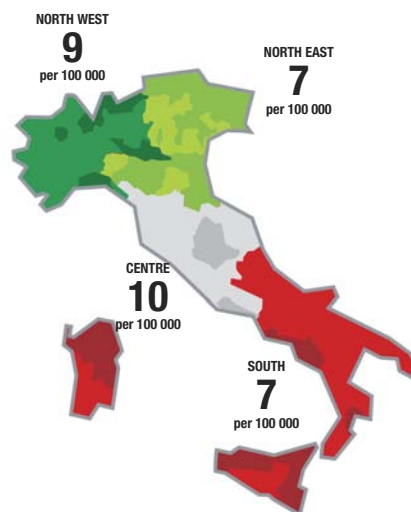 NORTH WEST
9
per 100 000
NORTH EAST
7
per 100 000
CENTRE
10
per 100 000
SOUTH
7
per 100 000